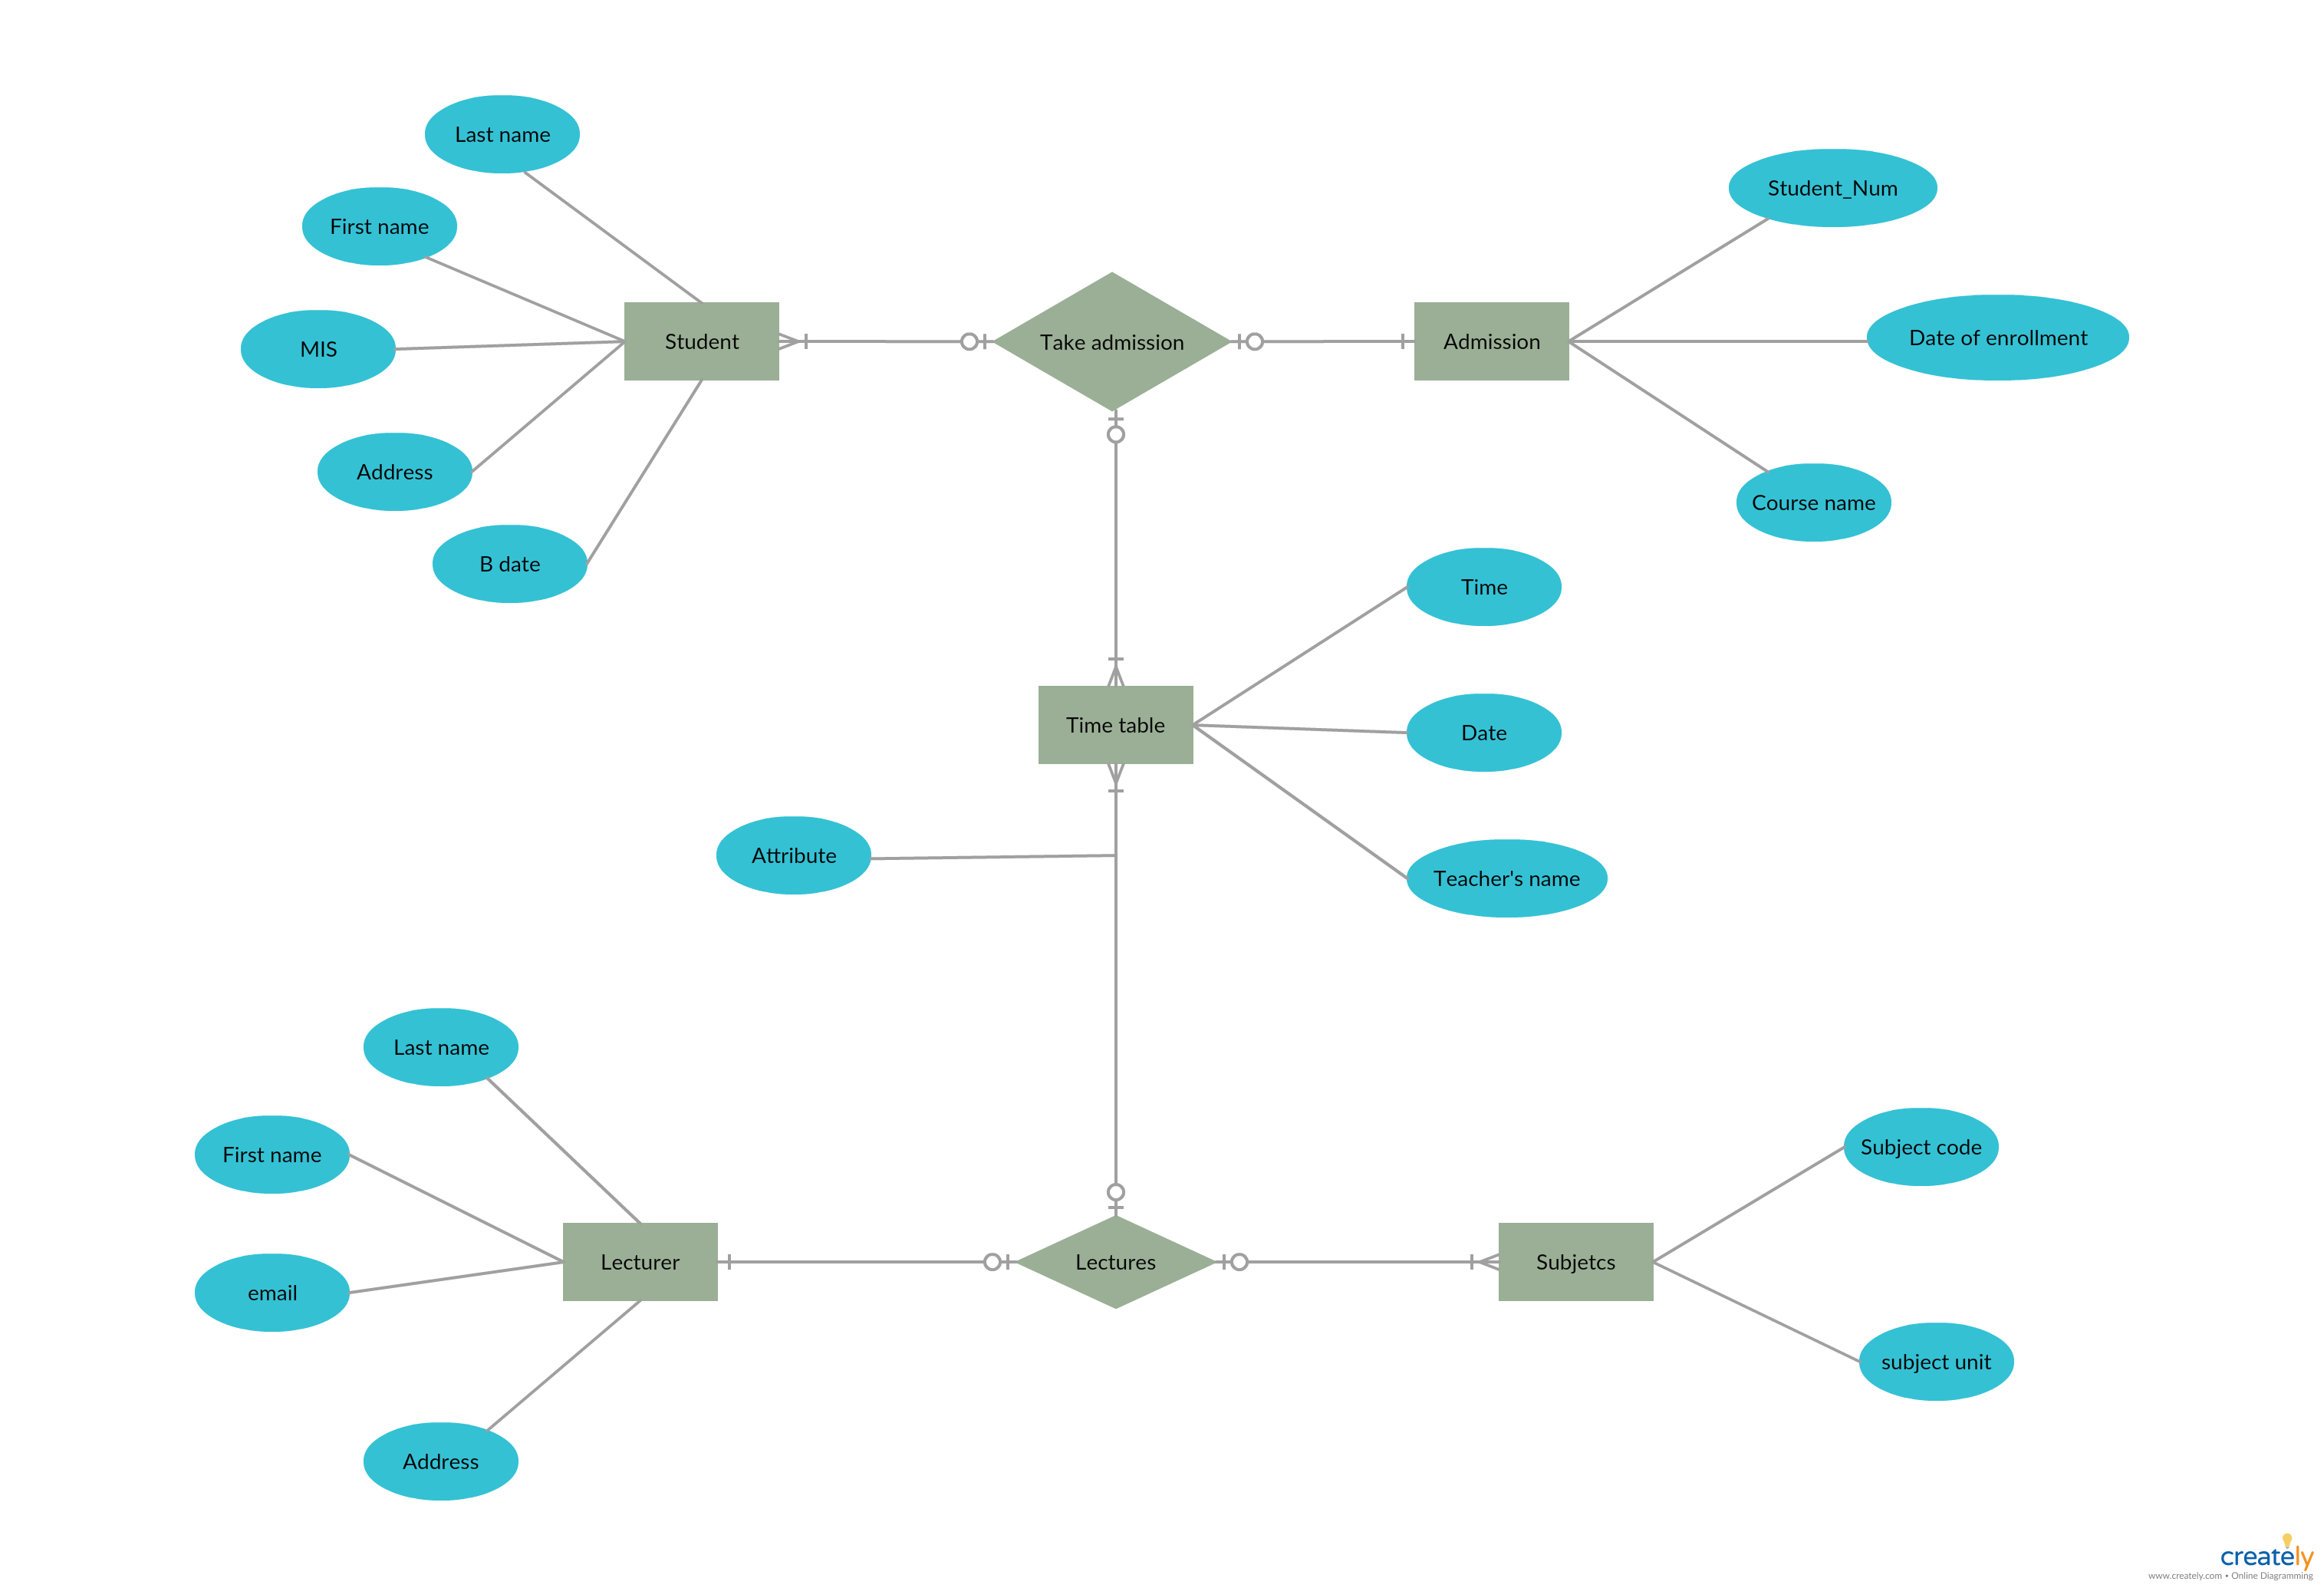 Last name
Student_Num
First name
Date of enrollment
Student
Take admission
Admission
MIS
Address
Course name
B date
Time
Time table
Date
Attribute
Teacher's name
Last name
First name
Subject code
Lecturer
Lectures
Subjetcs
email
subject unit
Address
creately
www.creately.com • Online Diagramming